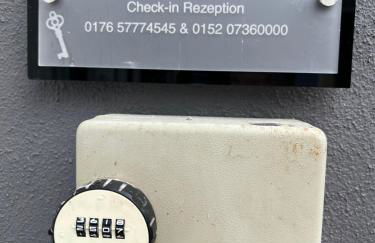 Check-in Rezeption
0176 57774545 & 0152 07360000